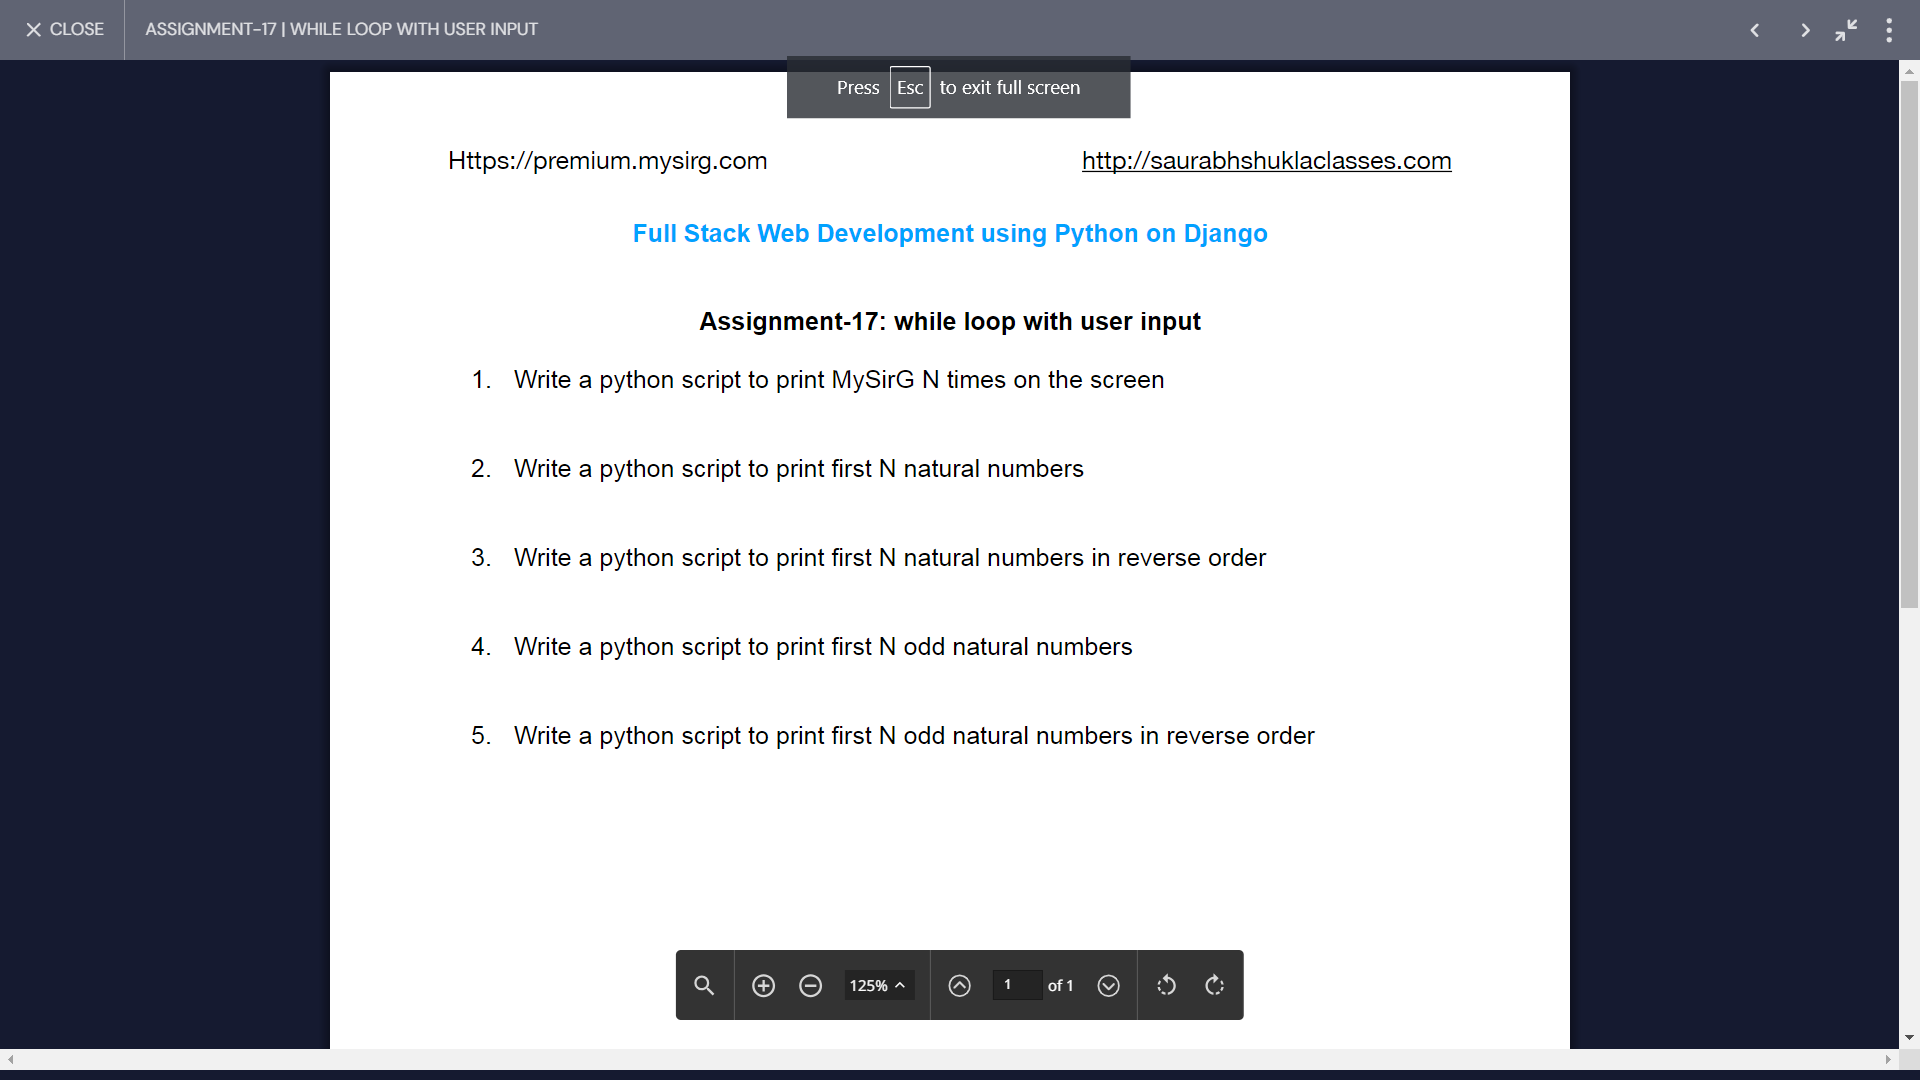 CLOSE
ASSIGNMENT-17 | WHILE LOOP WITH USER INPUT
Press Esc to exit full screen
Https://premium.mysirg.com
http://saurabhshuklaclasses.com
Full Stack Web Development using Python on Django
Assignment-17: while loop with user input
1. Write a python script to print MySirG N times on the screen
2. Write a python script to print first N natural numbers
3. Write a python script to print first N natural numbers in reverse order
4. Write a python script to print first N odd natural numbers
5. Write a python script to print first N odd natural numbers in reverse order
125%
1 of 1